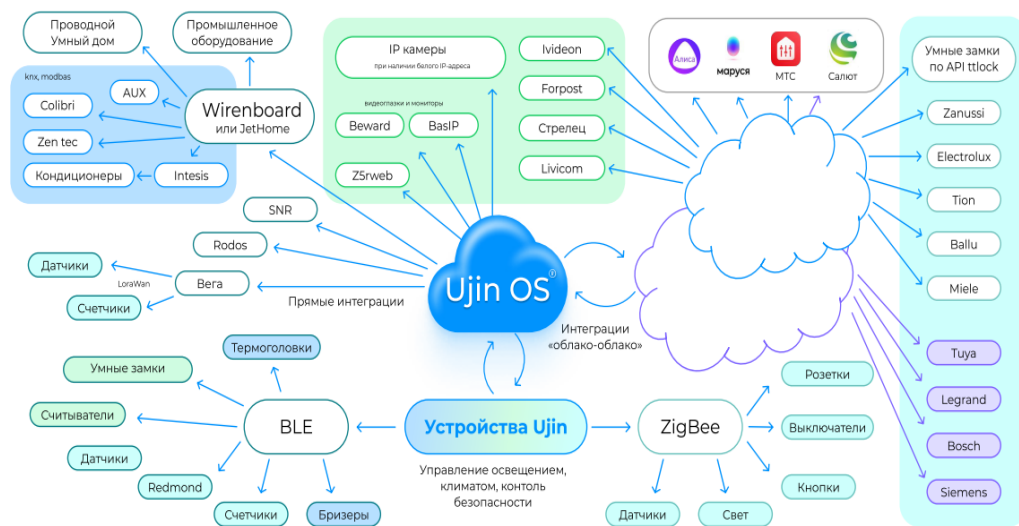 Проводной
Умный дом
Промышленное
оборудование
knx, modbas
AUX
Colibri
Zen tec
Кондиционеры
Intesis
Wirenboard
или JetHome
IP камеры
при наличии белого IP-адреса
видеоглазки и мониторы
Beward
BasIP
Z5rweb
Ivideon
Forpost
Стрелец
Livicom
Алиса
маруся
МТС
Салют
Умные замки
по API ttlock
Zanussi
Electrolux
Tion
Ballu
Miele
Tuya
Legrand
Bosch
Siemens
SNR
Rodos
Вега
LoraWan
Датчики
Счетчики
Прямые интеграции
Ujin OS®
Интеграции
«облако-облако»
Термоголовки
Умные замки
Считыватели
Датчики
Redmond
Счетчики
Бризеры
BLE
Устройства Ujin
Управление освещением,
климатом, контоль
безопасности
ZigBee
Розетки
Выключатели
Кнопки
Свет
Датчики